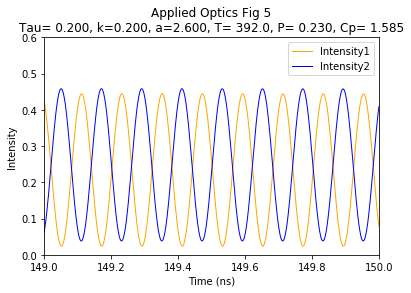 Applied Optics Fig 5
Tau= 0.200, k=0.200, a=2.600, T= 392.0, P= 0.230, Cp= 1.585
Intensity1
Intensity2
0.6
0.5
0.4
0.3
0.2
0.1
0.0
Intensity
149.0 149.2 149.4 149.6 149.8 150.0
Time (ns)